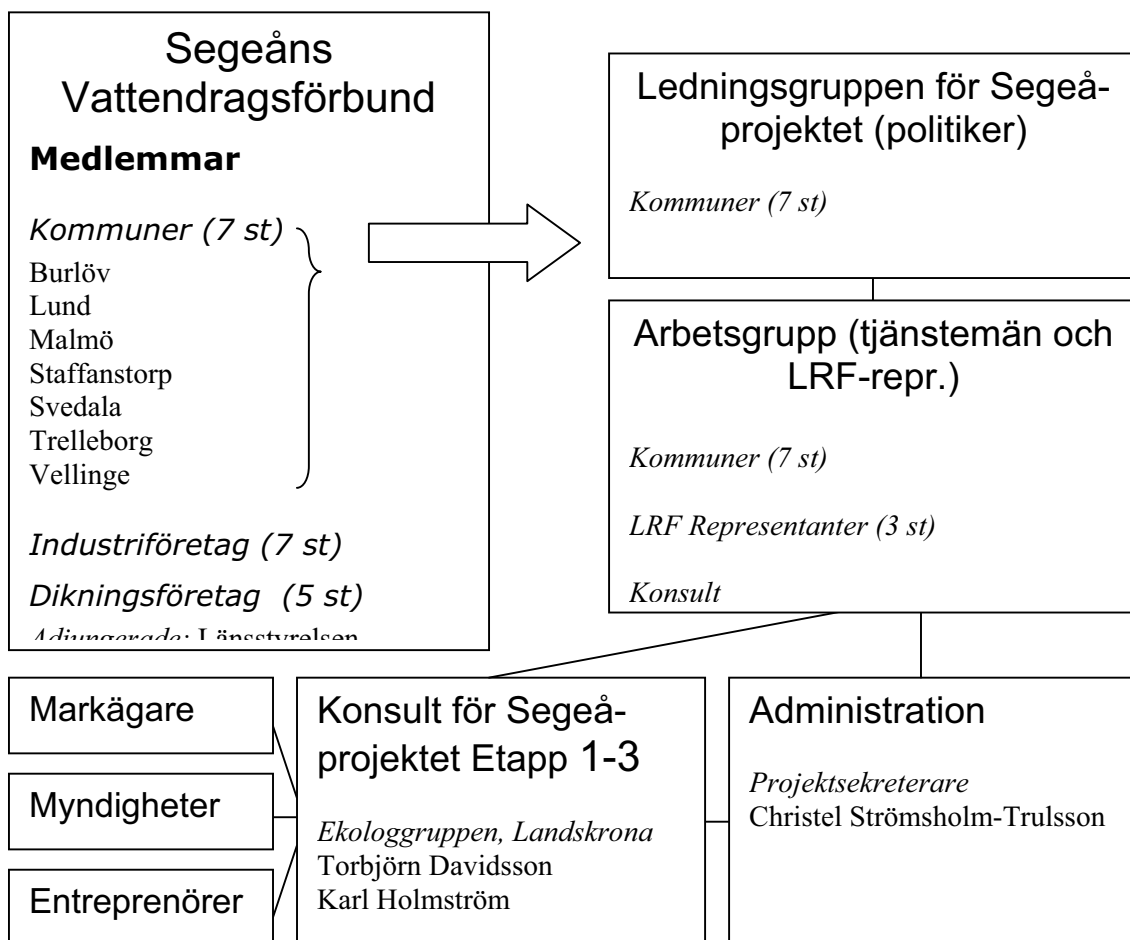 Segeåns
Vattendragsförbund
Medlemmar
Kommuner (7 st)
Burlöv
Lund
Malmö
Staffanstorp
Svedala
Trelleborg
Vellinge
Industriföretag (7 st)
Dikningsföretag (5 st)
Adjungerade: Länsstyrelsen
Ledningsgruppen för Segeå-
projektet (politiker)
Kommuner (7 st)
Arbetsgrupp (tjänstemän och
LRF-repr.)
Kommuner (7 st)
LRF Representanter (3 st)
Konsult
Markägare
Myndigheter
Entreprenörer
Konsult för Segeå-
projektet Etapp 1-3
Ekologgruppen, Landskrona
Torbjörn Davidsson
Karl Holmström
Administration
Projektsekreterare
Christel Strömsholm-Trulsson